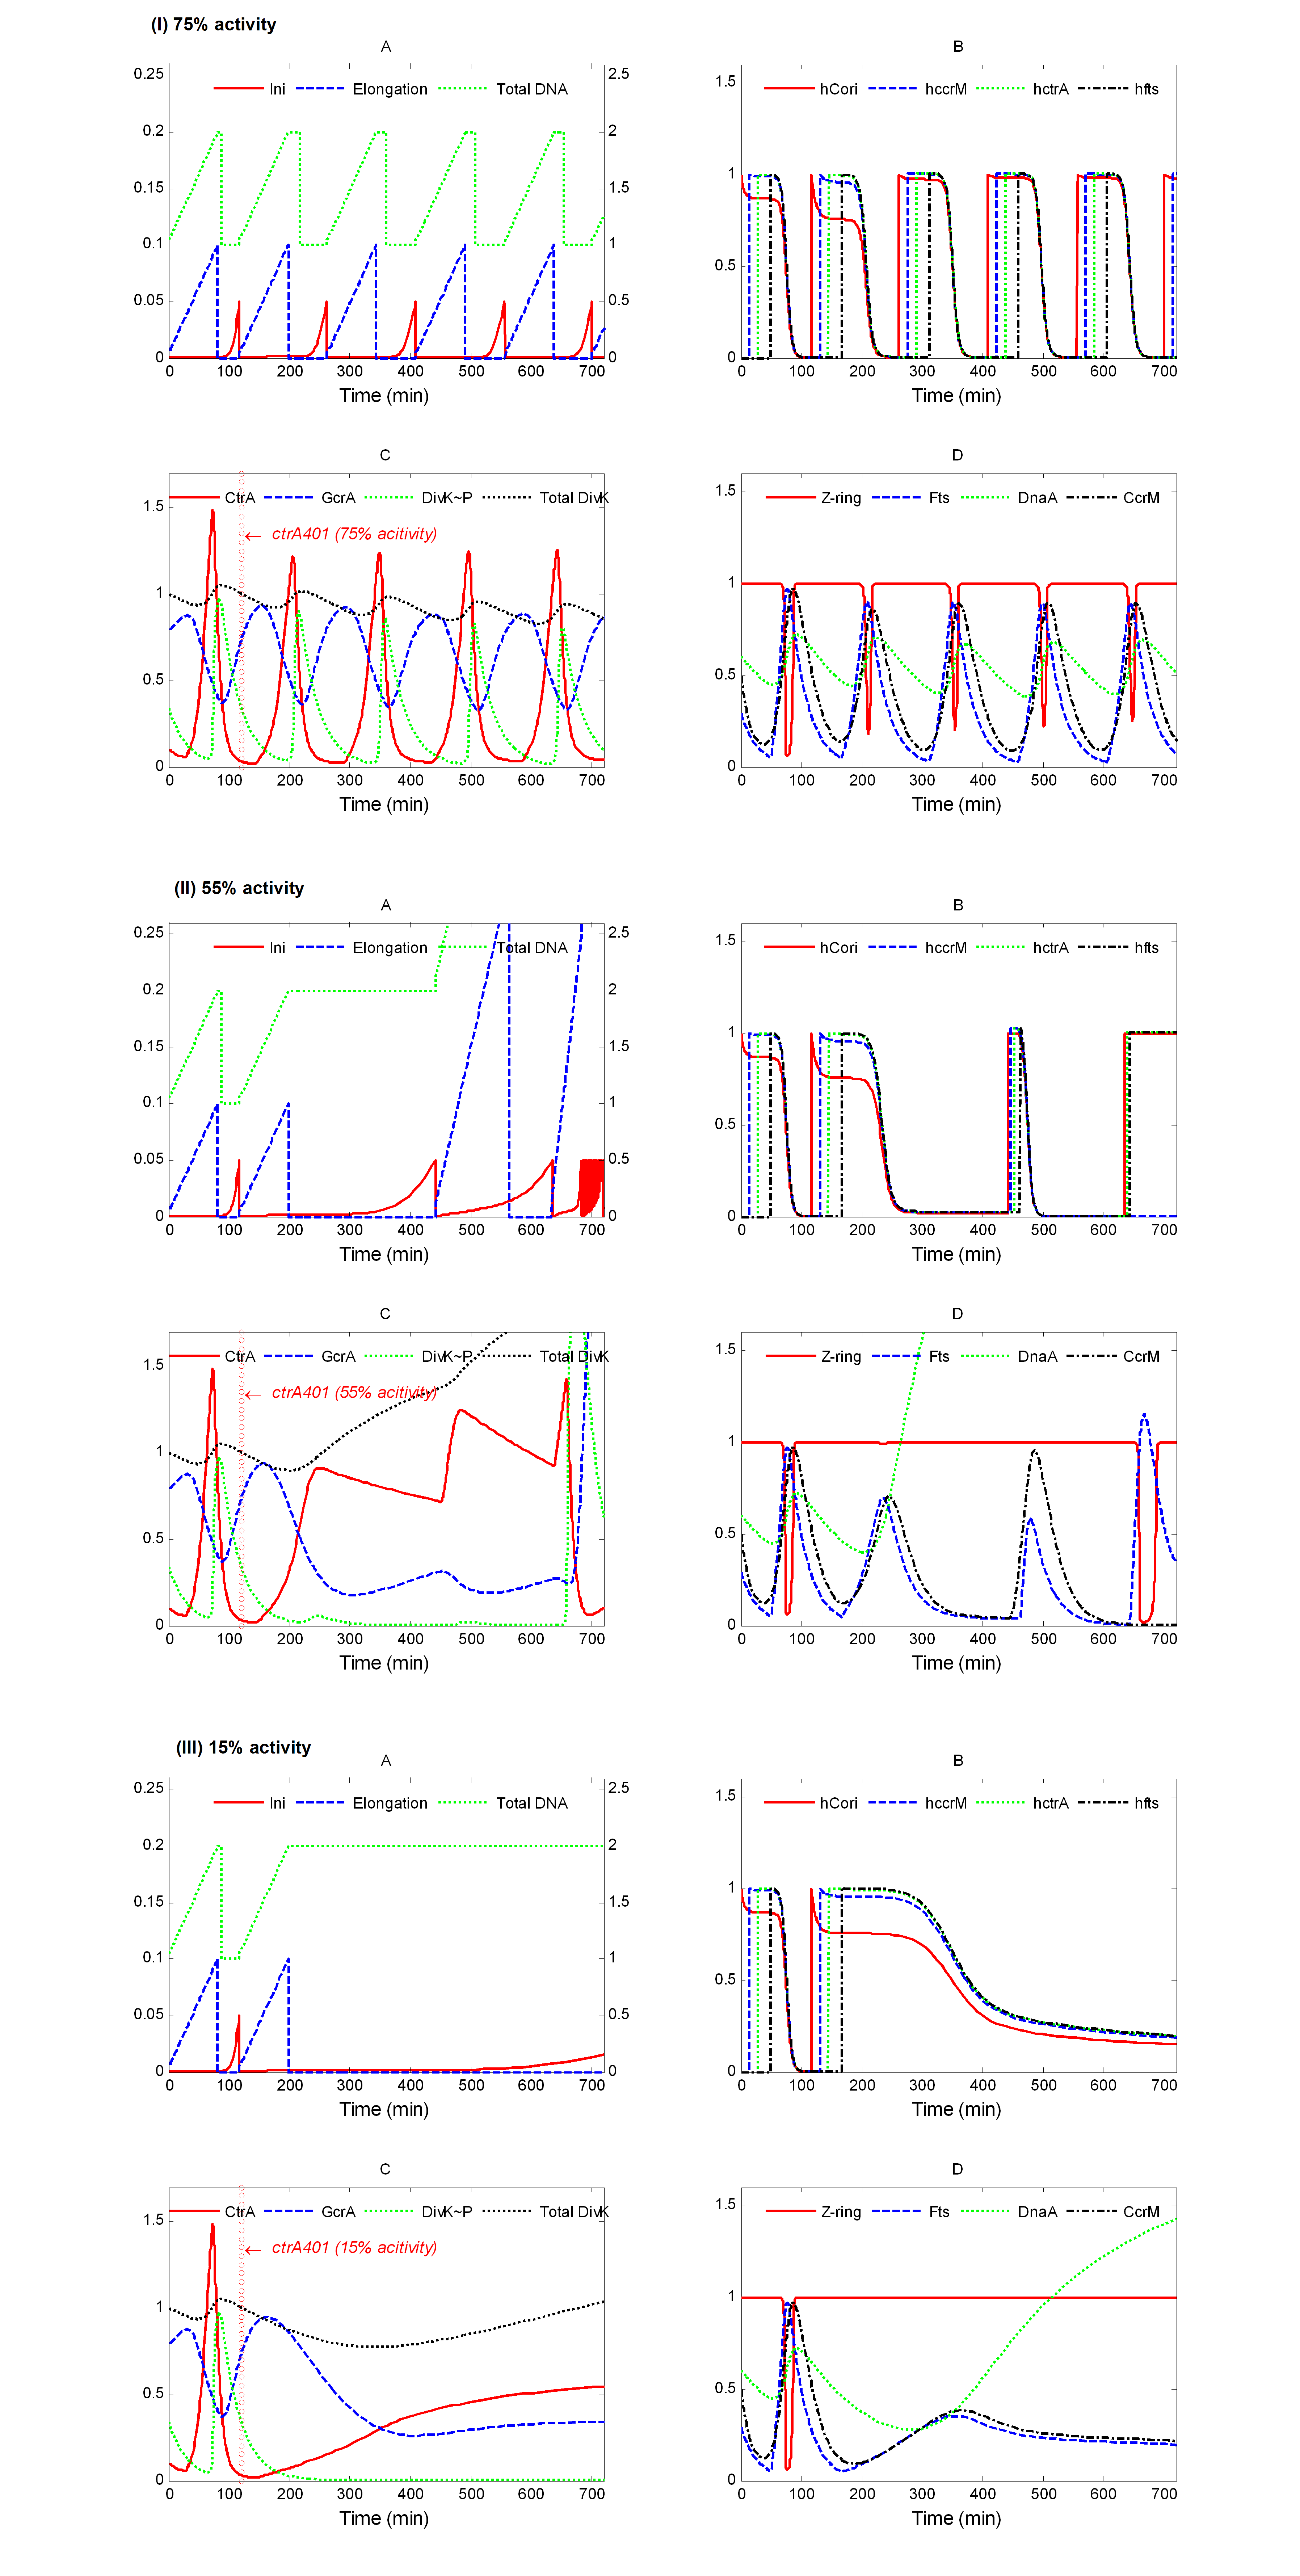 (I) 75% activity
A
B
0.25
0.2
0.15
0.1
0.05
0
2.5
2
1.5
1
0.5
0
Ini Elongation Total DNA
0 100 200 300 400 500 600 700
Time (min)
1.5
1
0.5
0
hCori hccrM hctrA hfts
0 100 200 300 400 500 600 700
Time (min)
C
D
1.5
1
0.5
0
CtrA GcrA DivK~P Total DivK
← ctrA401 (75% acitivity)
0 100 200 300 400 500 600 700
Time (min)
1.5
1
0.5
0
Z-ring Fts DnaA CcrM
0 100 200 300 400 500 600 700
Time (min)
(II) 55% activity
A
B
0.25
0.2
0.15
0.1
0.05
0
2.5
2
1.5
1
0.5
0
Ini Elongation Total DNA
0 100 200 300 400 500 600 700
Time (min)
1.5
1
0.5
0
hCori hccrM hctrA hfts
0 100 200 300 400 500 600 700
Time (min)
C
D
1.5
1
0.5
0
CtrA GcrA DivK~P Total DivK
← ctrA401 (55% acitivity)
0 100 200 300 400 500 600 700
Time (min)
1.5
1
0.5
0
Z-ring Fts DnaA CcrM
0 100 200 300 400 500 600 700
Time (min)
(III) 15% activity
A
B
0.25
0.2
0.15
0.1
0.05
0
2.5
2
1.5
1
0.5
0
Ini Elongation Total DNA
0 100 200 300 400 500 600 700
Time (min)
1.5
1
0.5
0
hCori hccrM hctrA hfts
0 100 200 300 400 500 600 700
Time (min)
C
D
1.5
1
0.5
0
CtrA GcrA DivK~P Total DivK
← ctrA401 (15% acitivity)
0 100 200 300 400 500 600 700
Time (min)
1.5
1
0.5
0
Z-ring Fts DnaA CcrM
0 100 200 300 400 500 600 700
Time (min)